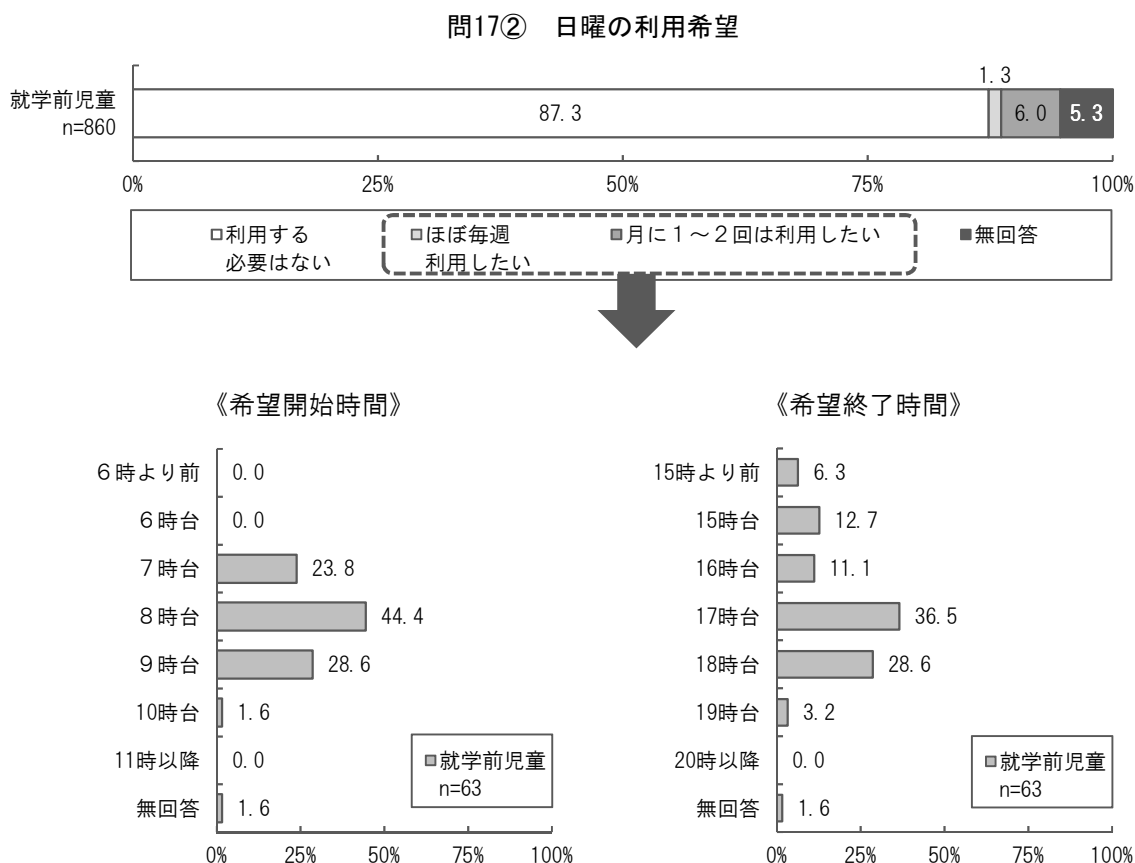 問17②　日曜の利用希望
1.3
就学前児童
n=860
87.3
6.0
5.3
0%
25%
50%
75%
100%
□利用する
必要はない
□ほぼ毎週
利用したい
■月に１～２回は利用したい
■無回答
《希望開始時間》
６時より前
0.0
６時台
0.0
７時台
23.8
８時台
44.4
９時台
28.6
10時台
1.6
11時以降
0.0
無回答
1.6
■就学前児童
n=63
0%
25%
50%
75%
100%
《希望終了時間》
15時より前
6.3
15時台
12.7
16時台
11.1
17時台
36.5
18時台
28.6
19時台
3.2
20時以降
0.0
無回答
1.6
■就学前児童
n=63
0%
25%
50%
75%
100%